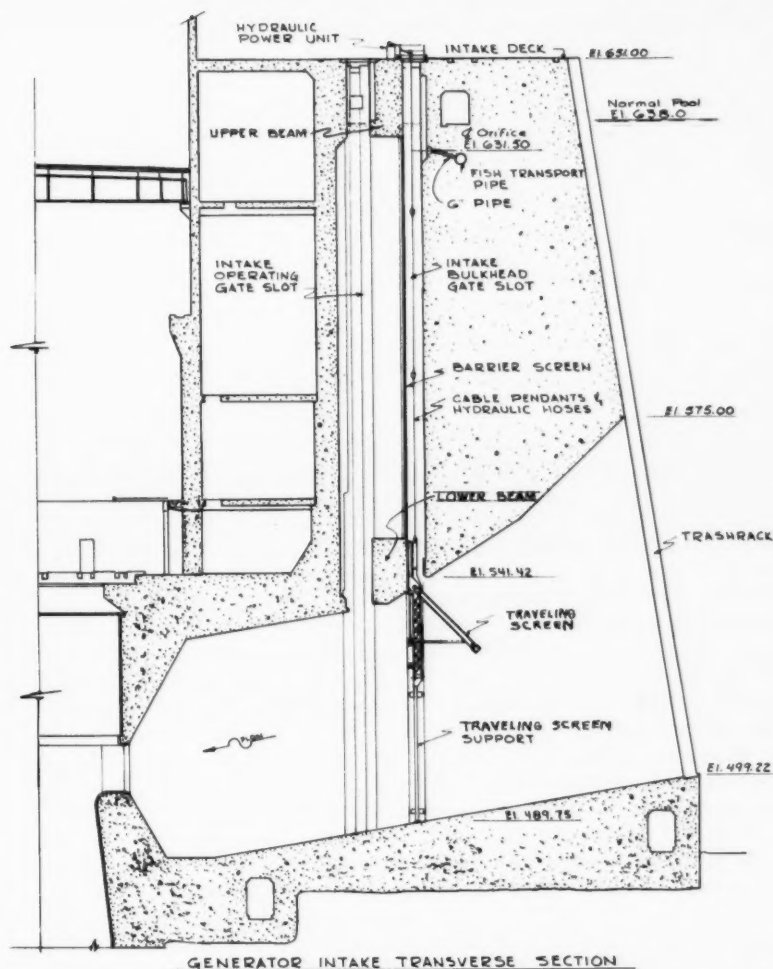 HYDRAULIC
POWER UNIT
INTAKE DECK
El. 651.00
Normal Pool
El. 638.0
UPPER BEAM
℄ Orifice
El. 631.50
FISH TRANSPORT
PIPE
6" PIPE
INTAKE
OPERATING
GATE SLOT
INTAKE
BULKHEAD
GATE SLOT
BARRIER SCREEN
CABLE PENDANTS &
HYDRAULIC HOSES
El. 575.00
LOWER BEAM
TRASHRACK
El. 541.42
TRAVELING
SCREEN
FLOW
TRAVELING SCREEN
SUPPORT
El. 499.22
El. 489.75
GENERATOR INTAKE TRANSVERSE SECTION